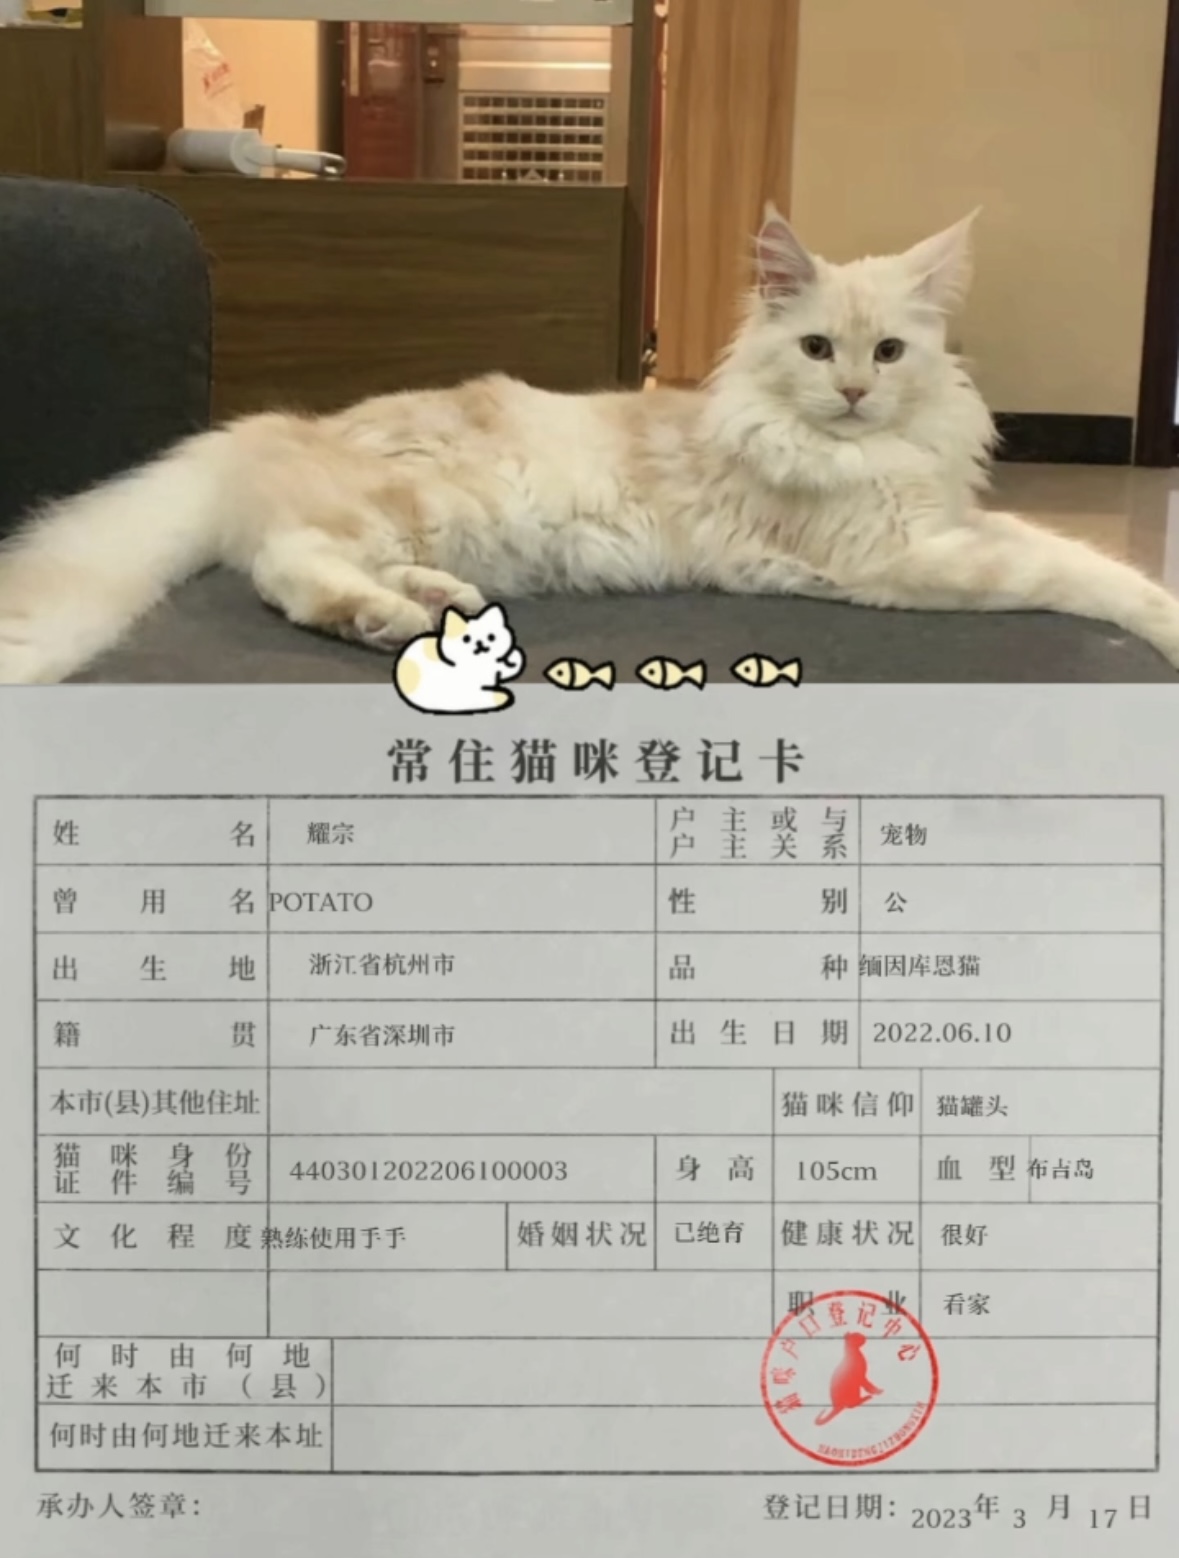 常住猫咪登记卡
姓名 耀宗 户主或与户主关系 宠物
曾用名 POTATO 性别 公
出生地 浙江省杭州市 品种 缅因库恩猫
籍贯 广东省深圳市 出生日期 2022.06.10
本市(县)其他住址 猫咪信仰 猫罐头
猫咪身份证件编号 440301202206100003 身高 105cm 血型 布吉岛
文化程度 熟练使用手手 婚姻状况 已绝育 健康状况 很好
职业 看家
何时由何地迁来本市(县)
何时由何地迁来本址
猫咪户口登记中心
承办人签章: 登记日期: 2023年3月17日